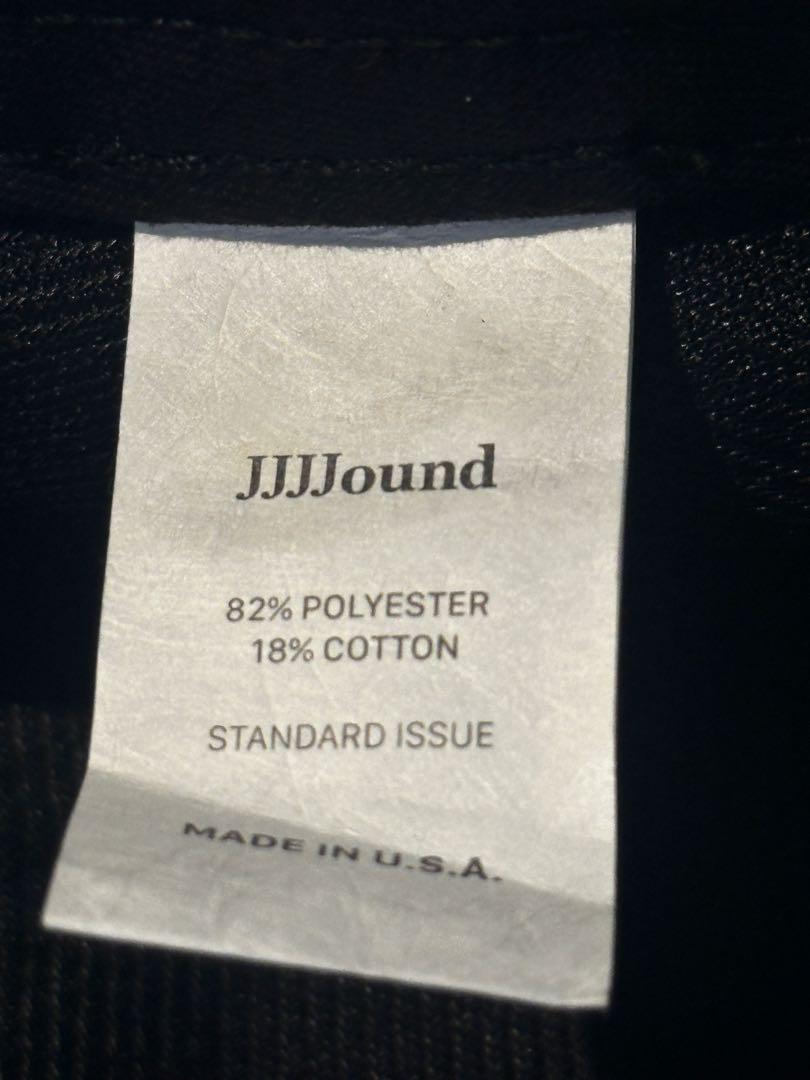 JJJJound
82% POLYESTER
18% COTTON
STANDARD ISSUE
MADE IN U.S.A.